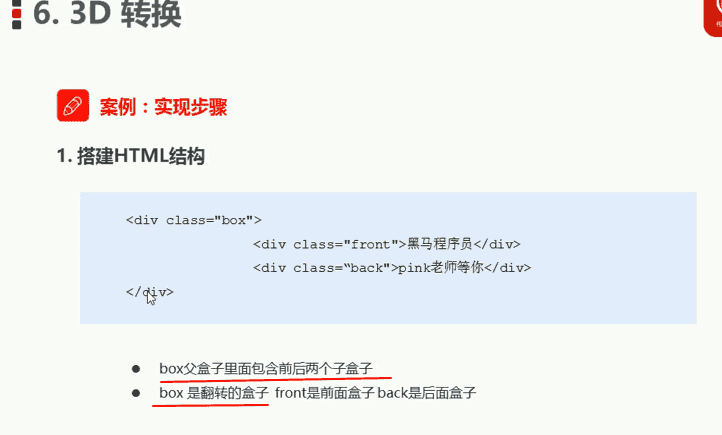 6. 3D 转换
案例：实现步骤
1. 搭建HTML结构
<div class="box">
<div class="front">黑马程序员</div>
<div class=“back">pink老师等你</div>
</div>
● box父盒子里面包含前后两个子盒子
● box 是翻转的盒子 front是前面盒子 back是后面盒子